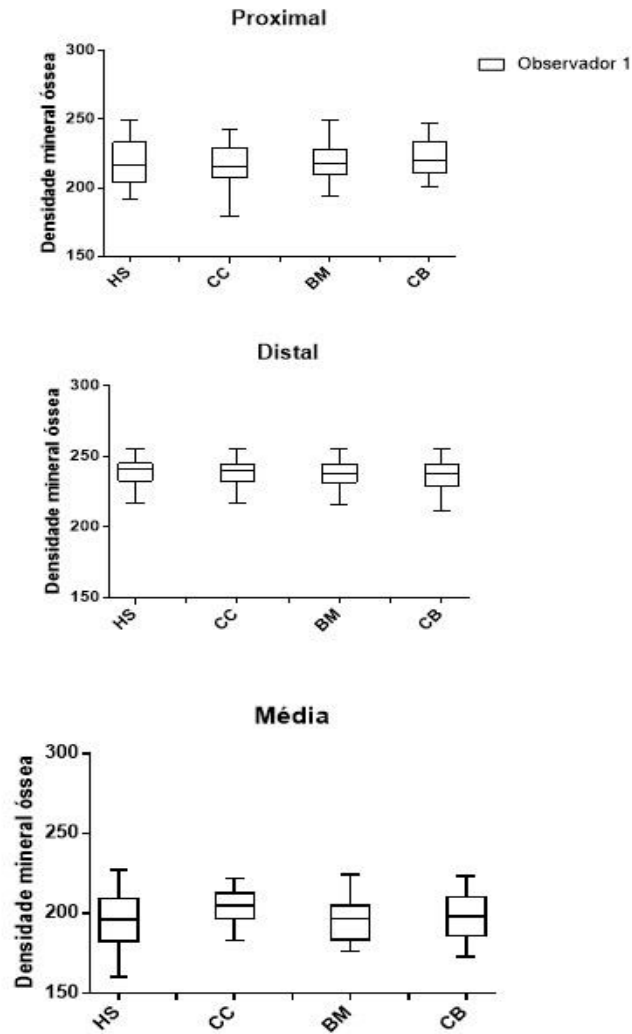 Proximal
Observador 1
Densidade mineral óssea
300
250
200
150
HS
CC
BM
CB
Distal
Densidade mineral óssea
300
250
200
150
HS
CC
BM
CB
Média
Densidade mineral óssea
300
250
200
150
HS
CC
BM
CB